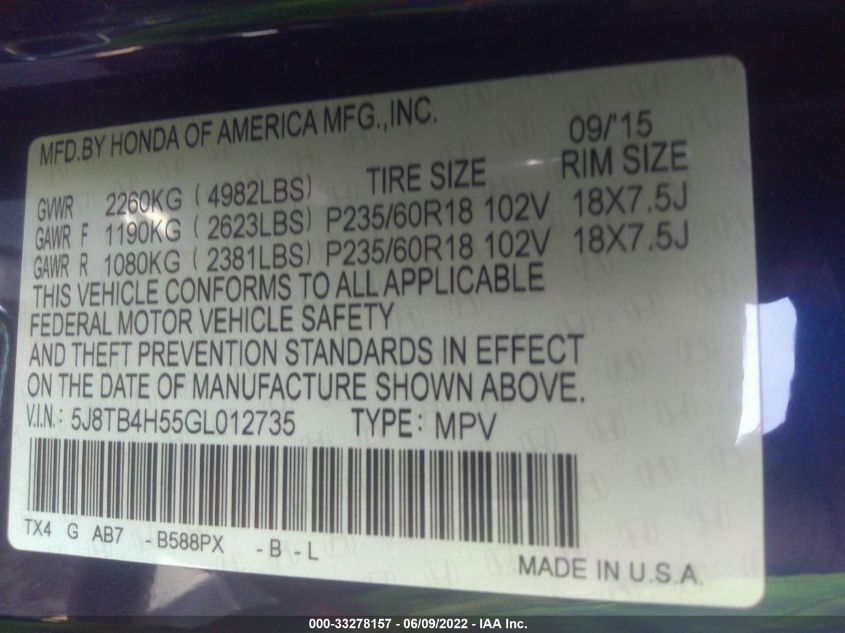 MFD.BY HONDA OF AMERICA MFG.,INC. 09/'15
TIRE SIZE RIM SIZE
GVWR 2260KG (4982LBS)
GAWR F 1190KG (2623LBS) P235/60R18 102V 18X7.5J
GAWR R 1080KG (2381LBS) P235/60R18 102V 18X7.5J
THIS VEHICLE CONFORMS TO ALL APPLICABLE
FEDERAL MOTOR VEHICLE SAFETY
AND THEFT PREVENTION STANDARDS IN EFFECT
ON THE DATE OF MANUFACTURE SHOWN ABOVE.
V.I.N.: 5J8TB4H55GL012735 TYPE: MPV
TX4 G AB7 - B588PX - B - L
MADE IN U.S.A.
000-33278157 - 06/09/2022 - IAA Inc.